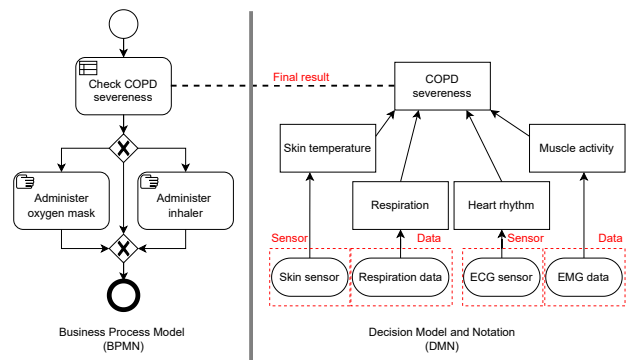 Check COPD
severeness
Final result
COPD
severeness
Skin temperature
Muscle activity
Administer
oxygen mask
Administer
inhaler
Respiration
Heart rhythm
Sensor
Data
Sensor
Data
Skin sensor
Respiration data
ECG sensor
EMG data
Business Process Model
(BPMN)
Decision Model and Notation
(DMN)